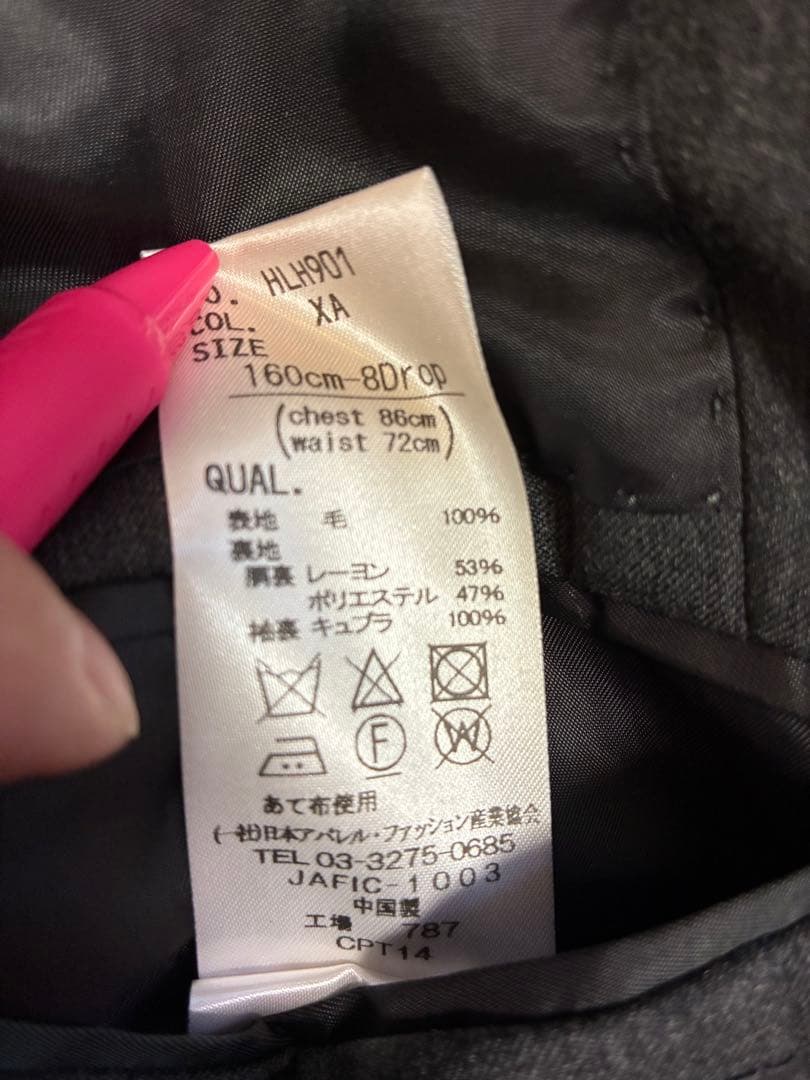 HLH901
COL. XA
SIZE
160cm-8Drop
(chest 86cm
waist 72cm)
QUAL.
表地 毛 100%
裏地
胴裏 レーヨン 53%
ポリエステル 47%
袖裏 キュプラ 100%
F
W
あて布使用
(一社)日本アパレル・ファッション産業協会
TEL 03-3275-0685
JAFIC-1003
中国製
工場 787
CPT14